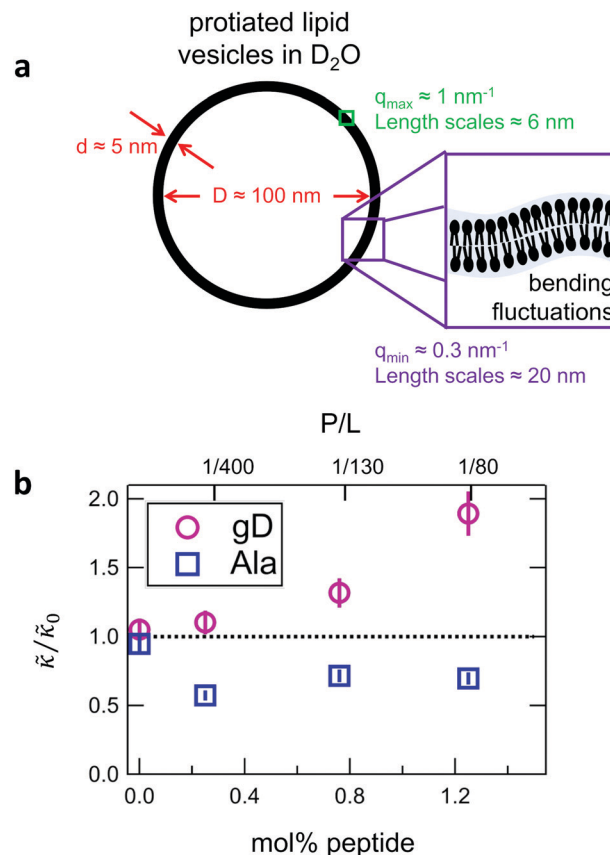 protiated lipid
vesicles in D₂O
a
q_max ≈ 1 nm⁻¹
Length scales ≈ 6 nm
d ≈ 5 nm
D ≈ 100 nm
bending
fluctuations
q_min ≈ 0.3 nm⁻¹
Length scales ≈ 20 nm
P/L
1/400 1/130 1/80
b
2.0
gD
Ala
1.5
1.0
0.5
0.0
κ̃/κ̃₀
0.0 0.4 0.8 1.2
mol% peptide